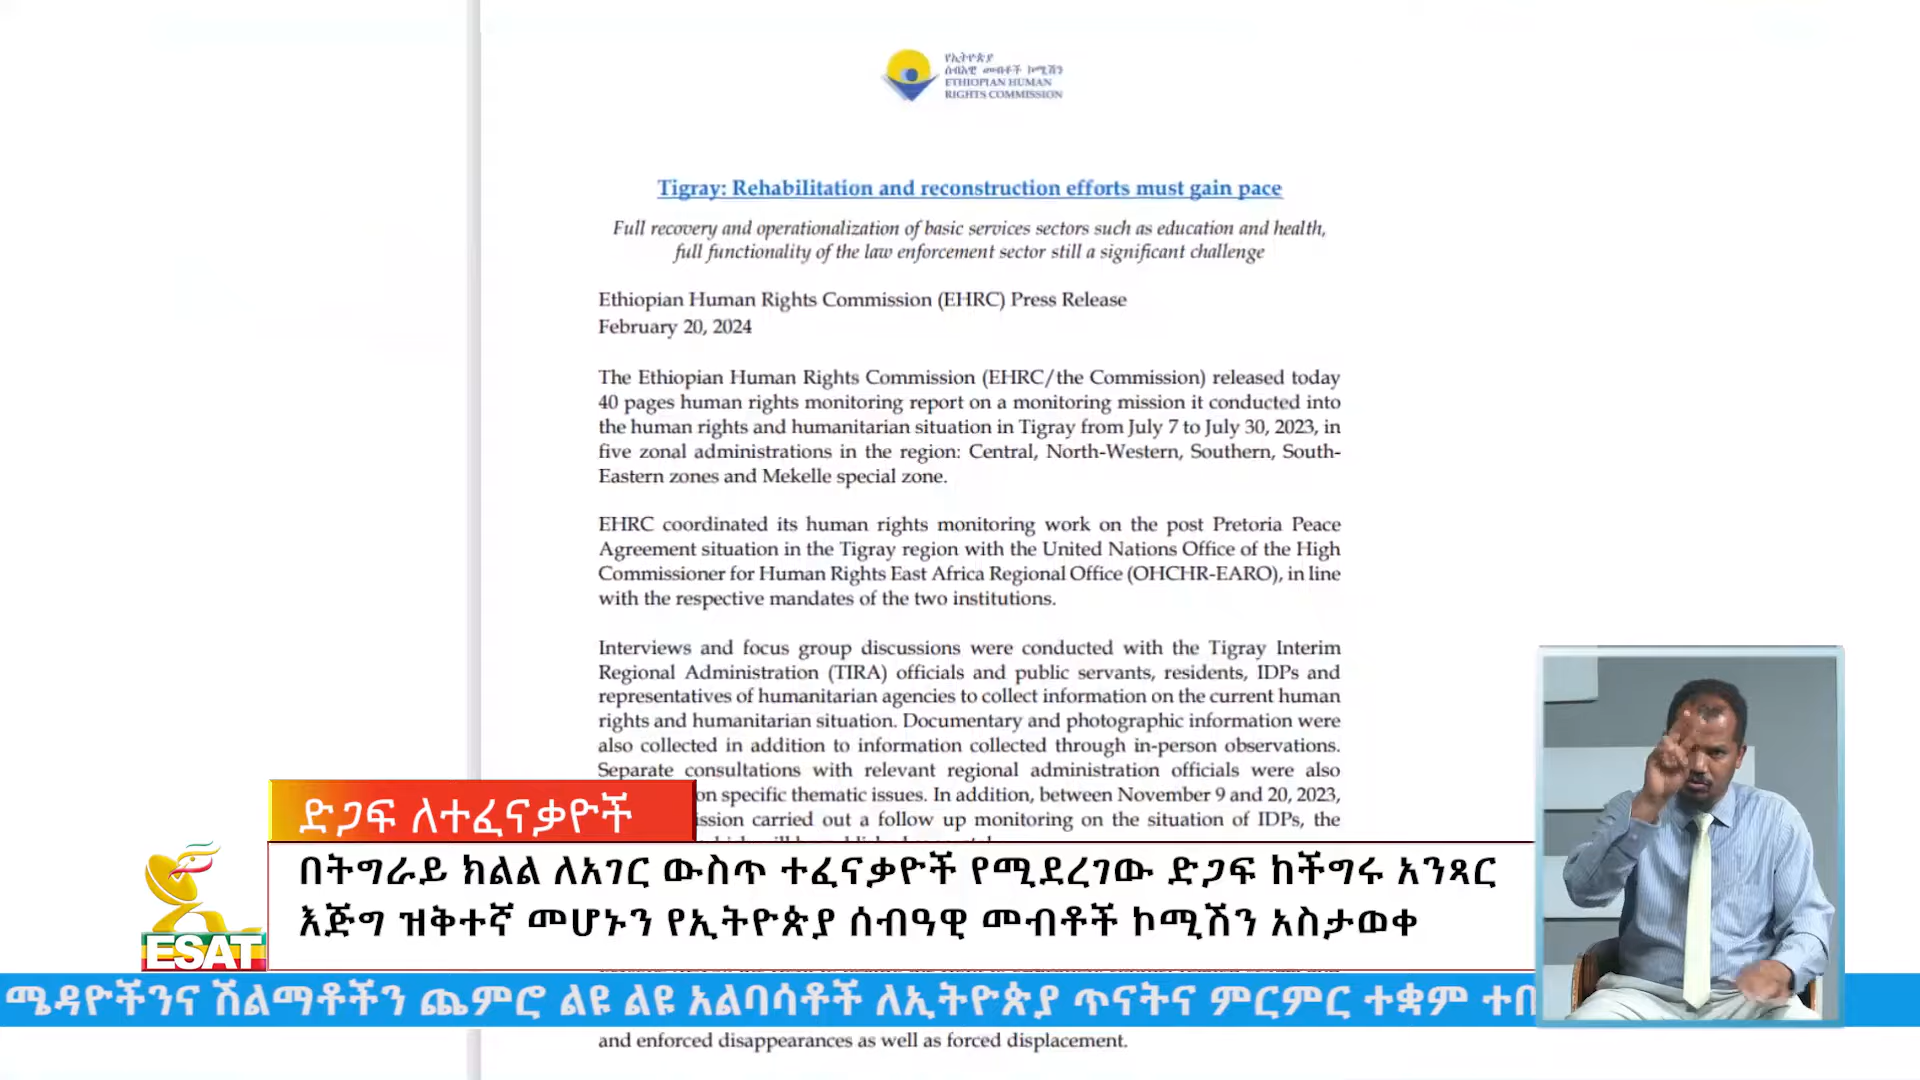 የኢትዮጵያ
ሰብአዊ መብቶች ኮሚሽን
ETHIOPIAN HUMAN
RIGHTS COMMISSION
Tigray: Rehabilitation and reconstruction efforts must gain pace
Full recovery and operationalization of basic services sectors such as education and health,
full functionality of the law enforcement sector still a significant challenge
Ethiopian Human Rights Commission (EHRC) Press Release
February 20, 2024
The Ethiopian Human Rights Commission (EHRC/the Commission) released today
40 pages human rights monitoring report on a monitoring mission it conducted into
the human rights and humanitarian situation in Tigray from July 7 to July 30, 2023, in
five zonal administrations in the region: Central, North-Western, Southern, South-
Eastern zones and Mekelle special zone.
EHRC coordinated its human rights monitoring work on the post Pretoria Peace
Agreement situation in the Tigray region with the United Nations Office of the High
Commissioner for Human Rights East Africa Regional Office (OHCHR-EARO), in line
with the respective mandates of the two institutions.
Interviews and focus group discussions were conducted with the Tigray Interim
Regional Administration (TIRA) officials and public servants, residents, IDPs and
representatives of humanitarian agencies to collect information on the current human
rights and humanitarian situation. Documentary and photographic information were
also collected in addition to information collected through in-person observations.
Separate consultations with relevant regional administration officials were also
on specific thematic issues. In addition, between November 9 and 20, 2023,
ission carried out a follow up monitoring on the situation of IDPs, the
ድጋፍ ለተፈናቃዮች
በትግራይ ክልል ለአገር ውስጥ ተፈናቃዮች የሚደረገው ድጋፍ ከችግሩ አንጻር
እጅግ ዝቅተኛ መሆኑን የኢትዮጵያ ሰብዓዊ መብቶች ኮሚሽን አስታወቀ
ESAT
ሜዳዮችንና ሽልማቶችን ጨምሮ ልዩ ልዩ አልባሳቶች ለኢትዮጵያ ጥናትና ምርምር ተቋም ተበ
and enforced disappearances as well as forced displacement.